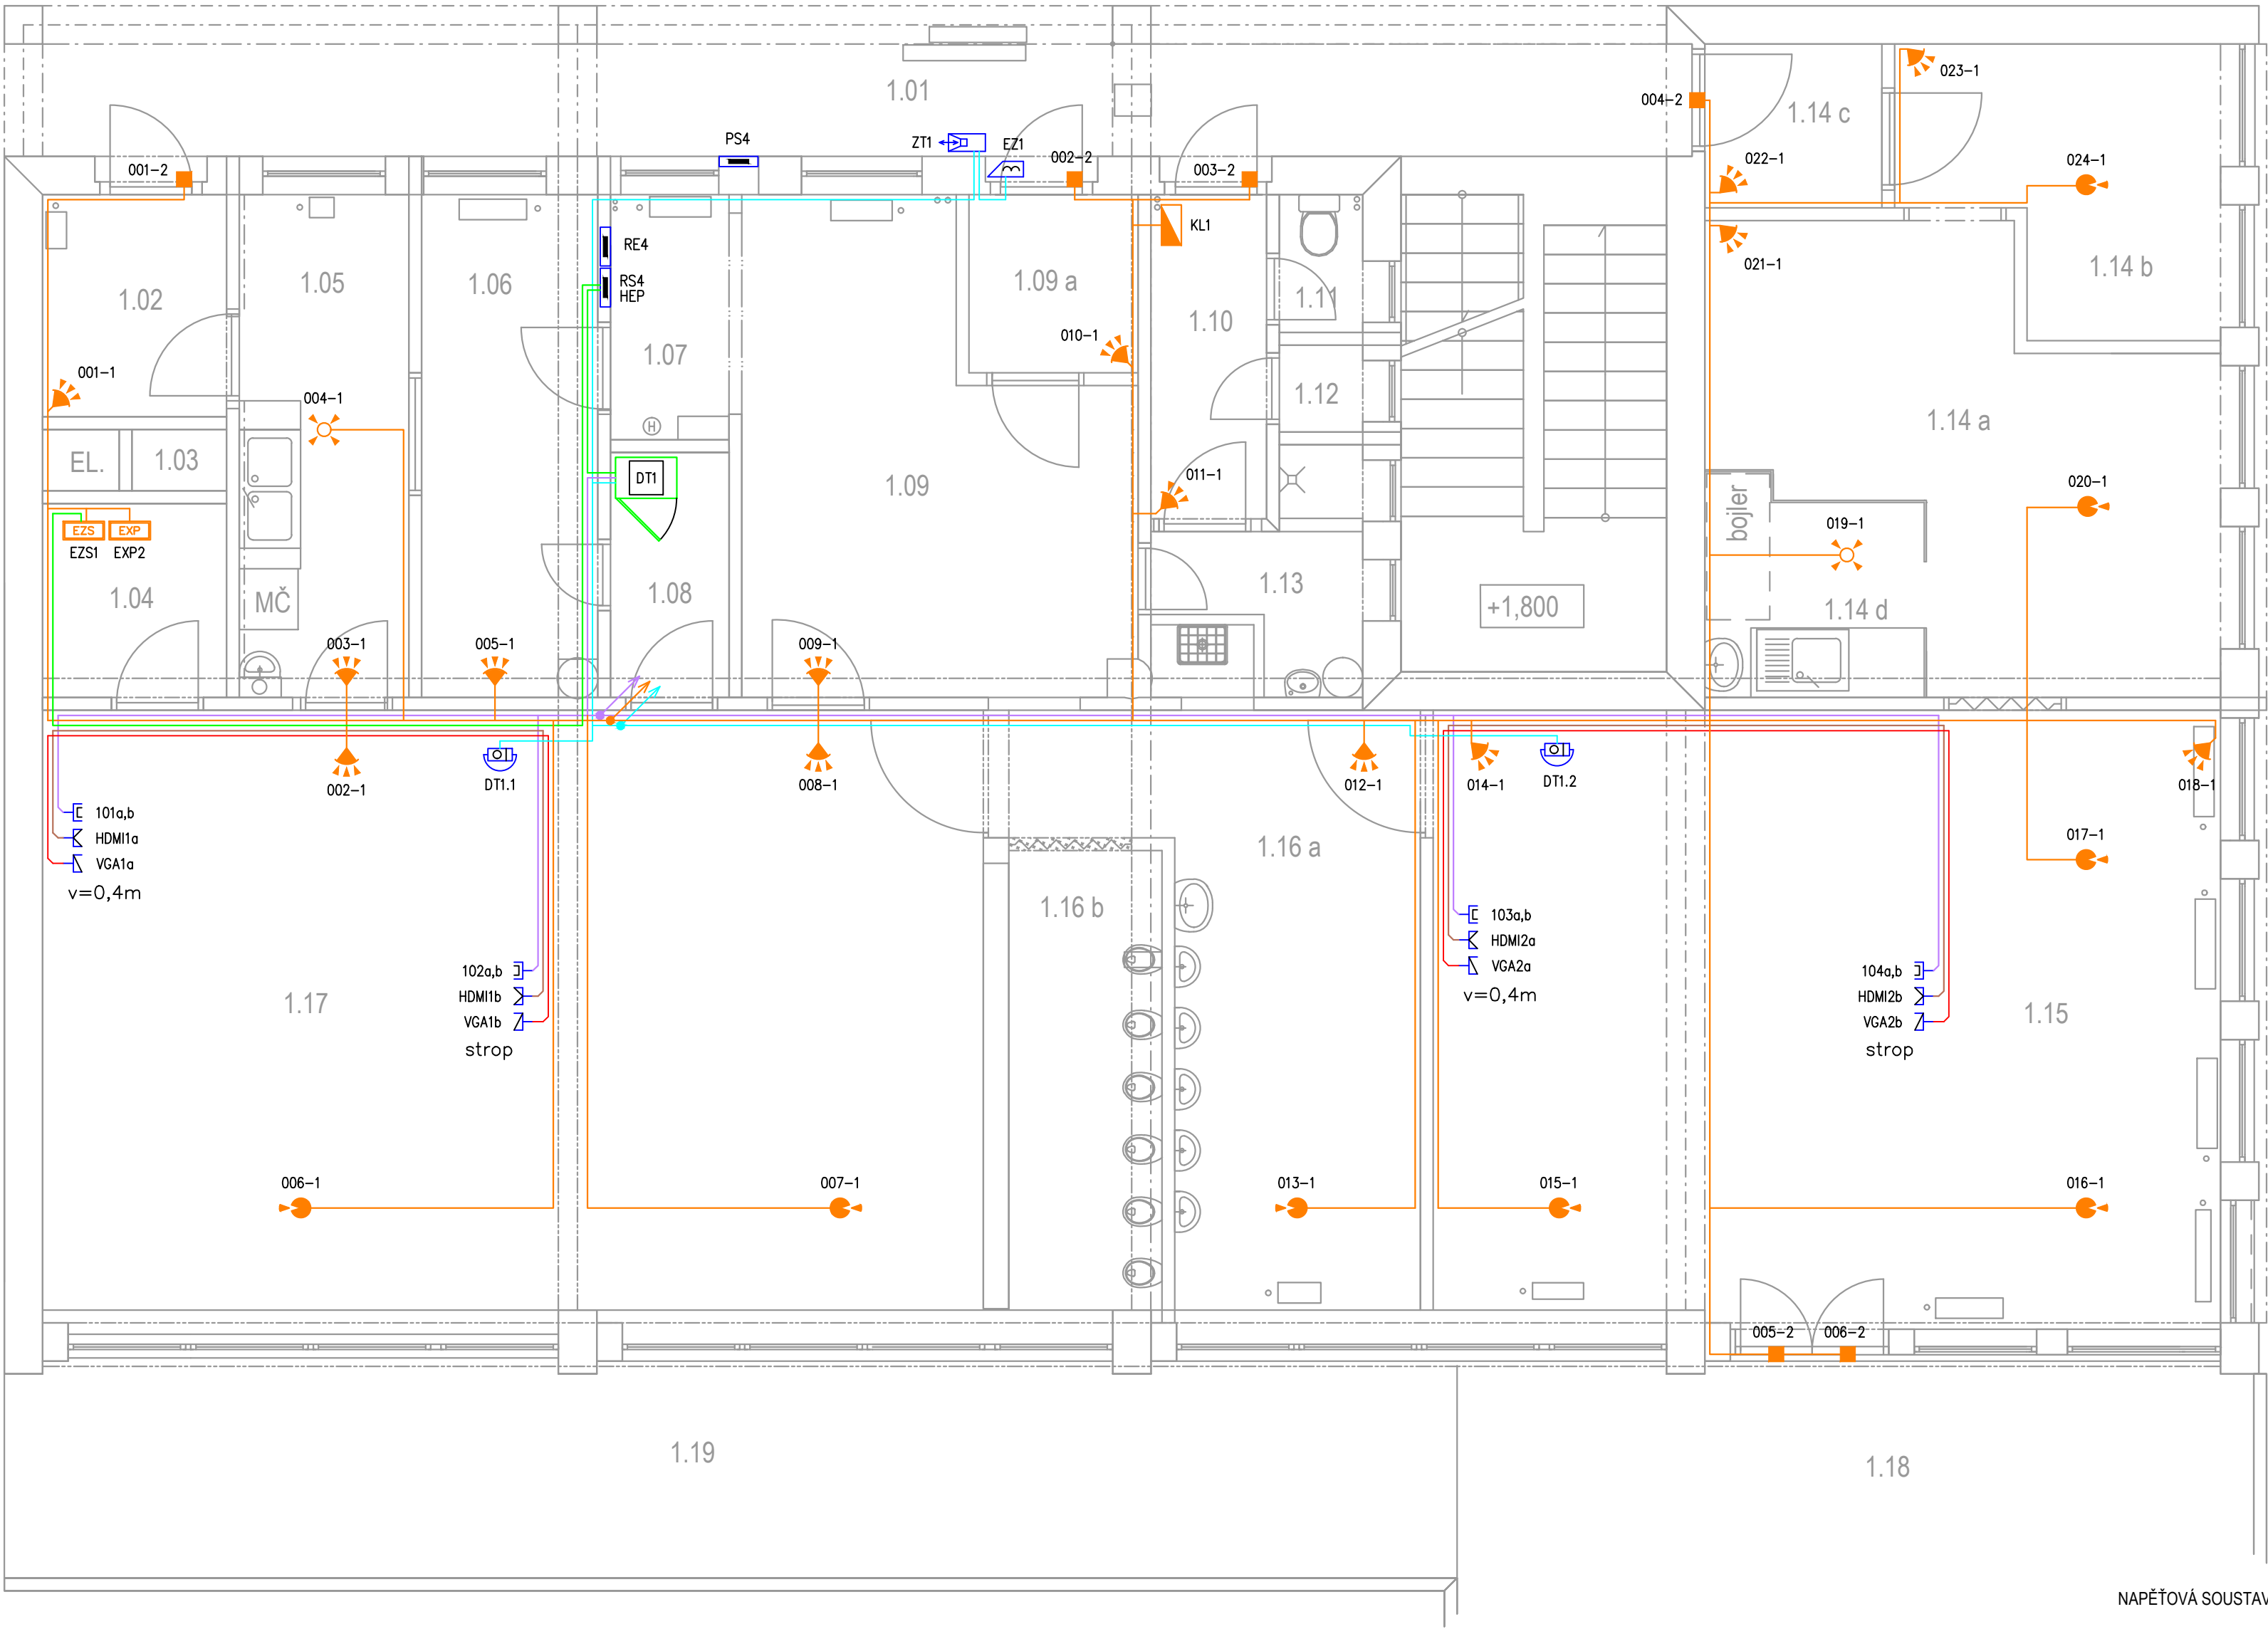 1.01
023-1
004-2
1.14 c
PS4
ZT1
EZ1
002-2
003-2
001-2
022-1
024-1
KL1
RE4
RS4
HEP
021-1
1.02
1.05
1.06
1.07
1.09 a
1.10
1.11
1.14 b
010-1
001-1
004-1
1.12
1.14 a
EL.
1.03
H
DT1
1.09
011-1
bojler
020-1
019-1
EZS
EXP
EZS1
EXP2
1.04
MČ
1.08
1.13
+1,800
1.14 d
003-1
005-1
009-1
002-1
DT1.1
008-1
012-1
014-1
DT1.2
018-1
101a,b
HDMI1a
VGA1a
v=0,4m
1.16 a
017-1
1.16 b
103a,b
HDMI2a
VGA2a
v=0,4m
102a,b
HDMI1b
VGA1b
strop
1.17
104a,b
HDMI2b
VGA2b
strop
1.15
006-1
007-1
013-1
015-1
016-1
005-2
006-2
1.19
1.18
NAPĚŤOVÁ SOUSTAV